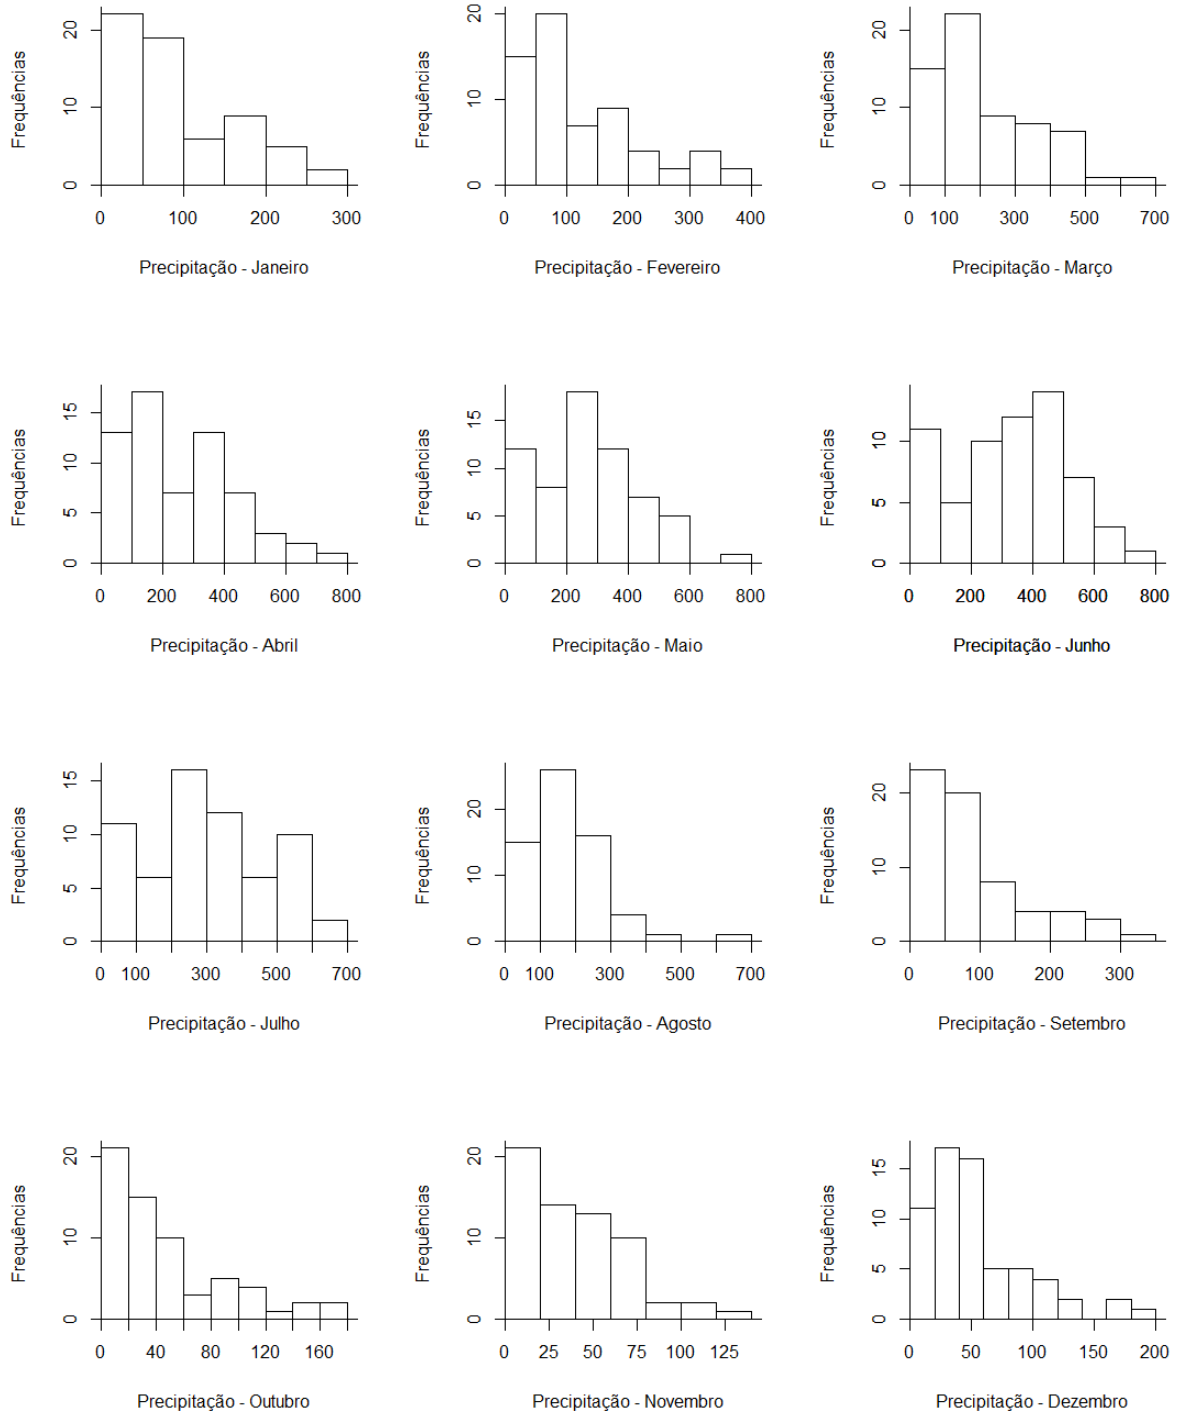 Frequências
0 10 20
0 100 200 300
Precipitação - Janeiro
Frequências
0 10 20
0 100 200 300 400
Precipitação - Fevereiro
Frequências
0 10 20
0 100 300 500 700
Precipitação - Março
Frequências
0 5 10 15
0 200 400 600 800
Precipitação - Abril
Frequências
0 5 10 15
0 200 400 600 800
Precipitação - Maio
Frequências
0 5 10
0 200 400 600 800
Precipitação - Junho
Frequências
0 5 10 15
0 100 300 500 700
Precipitação - Julho
Frequências
0 10 20
0 100 300 500 700
Precipitação - Agosto
Frequências
0 10 20
0 100 200 300
Precipitação - Setembro
Frequências
0 10 20
0 40 80 120 160
Precipitação - Outubro
Frequências
0 10 20
0 25 50 75 100 125
Precipitação - Novembro
Frequências
0 5 10 15
0 50 100 150 200
Precipitação - Dezembro